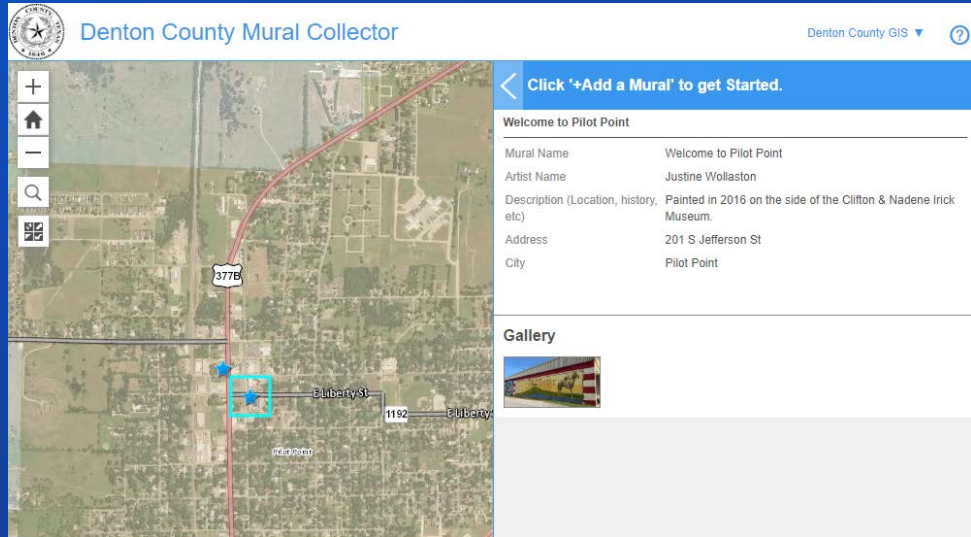 Denton County Mural Collector
Denton County GIS ▼
?
Click '+Add a Mural' to get Started.
Welcome to Pilot Point
Mural Name
Welcome to Pilot Point
Artist Name
Justine Wollaston
Description (Location, history, etc)
Painted in 2016 on the side of the Clifton & Nadene Irick
Museum.
Address
201 S Jefferson St
City
Pilot Point
Gallery
377B
E Liberty St
1192
E Liberty
Pilot Point